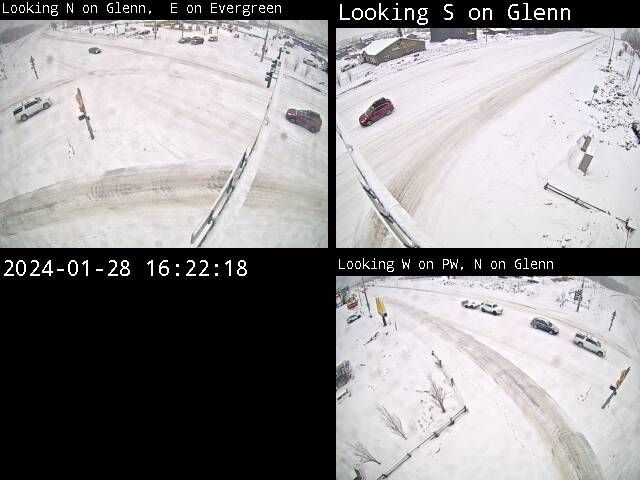 Looking N on Glenn,  E on Evergreen
Looking S on Glenn
2024-01-28 16:22:18
Looking W on PW, N on Glenn